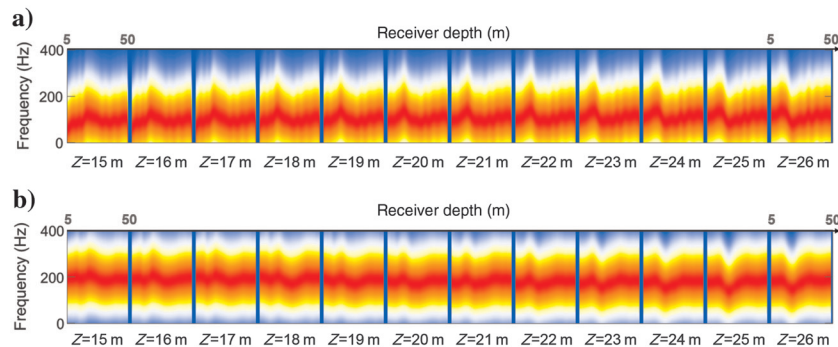 a)
Receiver depth (m)
5 50 5 50
Frequency (Hz)
400
200
0
Z=15 m Z=16 m Z=17 m Z=18 m Z=19 m Z=20 m Z=21 m Z=22 m Z=23 m Z=24 m Z=25 m Z=26 m
b)
Receiver depth (m)
5 50 5 50
Frequency (Hz)
400
200
0
Z=15 m Z=16 m Z=17 m Z=18 m Z=19 m Z=20 m Z=21 m Z=22 m Z=23 m Z=24 m Z=25 m Z=26 m